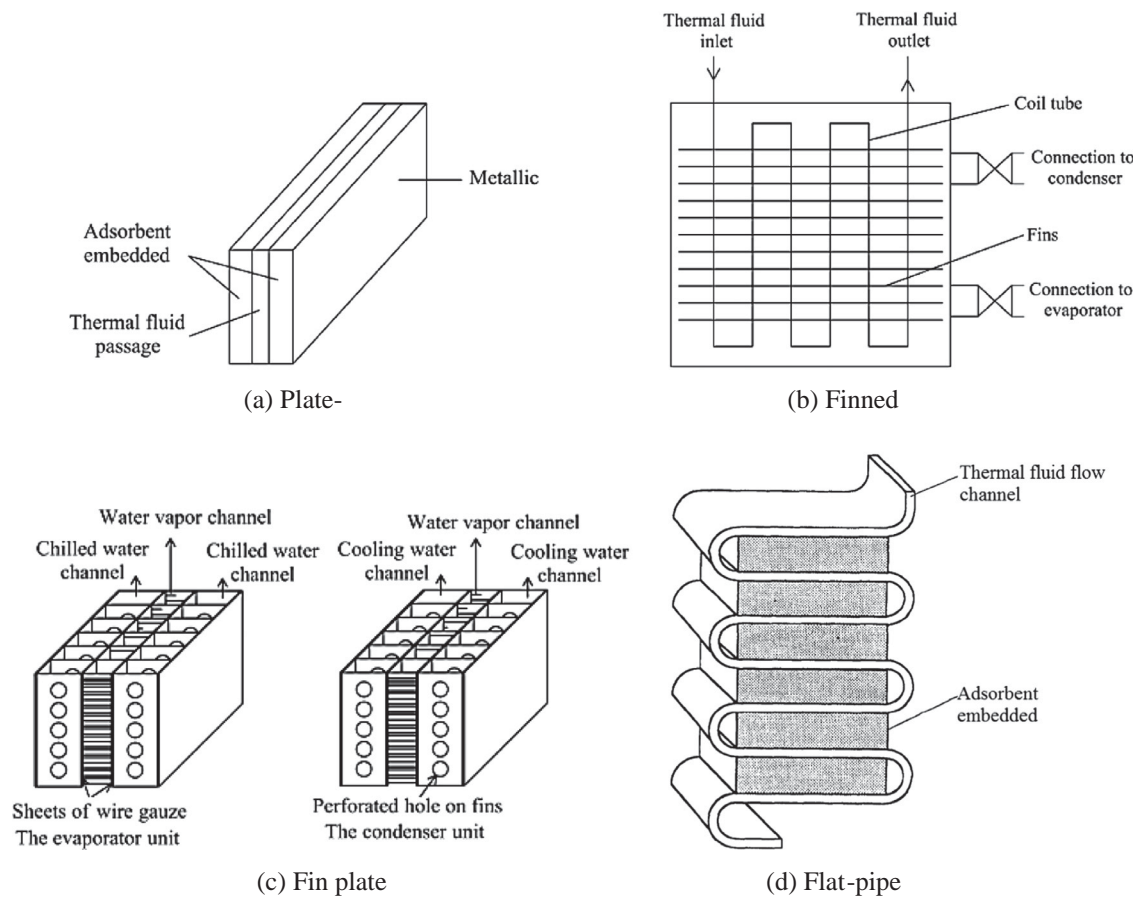 Metallic
Adsorbent
embedded
Thermal fluid
passage
(a) Plate-
Thermal fluid
inlet
Thermal fluid
outlet
Coil tube
Connection to
condenser
Fins
Connection to
evaporator
(b) Finned
Water vapor channel
Chilled water
channel
Chilled water
channel
Sheets of wire gauze
The evaporator unit
Water vapor channel
Cooling water
channel
Cooling water
channel
Perforated hole on fins
The condenser unit
(c) Fin plate
Thermal fluid flow
channel
Adsorbent
embedded
(d) Flat-pipe